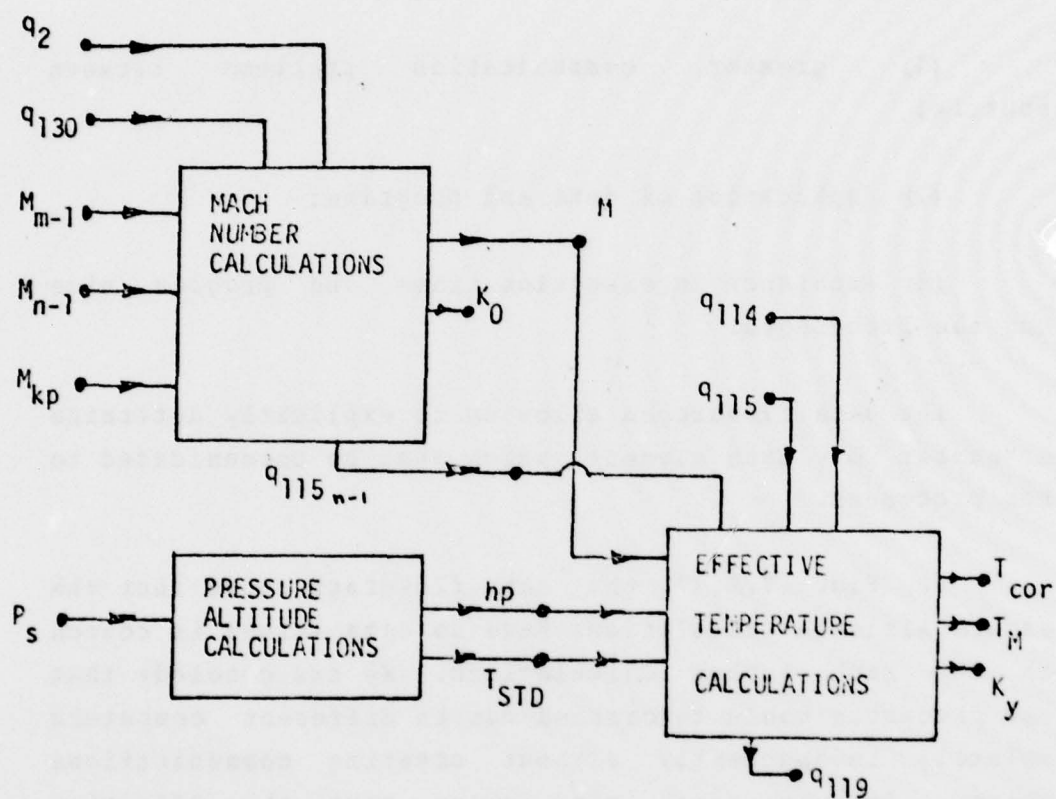 q2
q130
Mm-1
Mn-1
Mkp
MACH
NUMBER
CALCULATIONS
M
K0
q114
q115
q115n-1
Ps
PRESSURE
ALTITUDE
CALCULATIONS
hp
TSTD
EFFECTIVE
TEMPERATURE
CALCULATIONS
Tcor
TM
Ky
q119